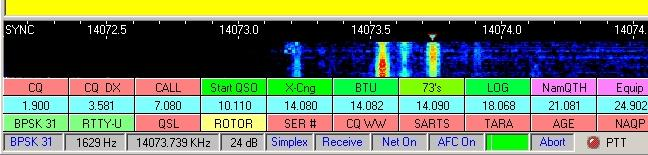 SYNC 14072.5 14073.0 14073.5 14074.0 14074.
CQ CQ DX CALL Start QSO X-Cng BTU 73's LOG NamQTH Equip
1.900 3.581 7.080 10.110 14.080 14.082 14.090 18.068 21.081 24.902
BPSK 31 RTTY-U QSL ROTOR SER # CQ WW SARTS TARA AGE NAQP
BPSK 31 1629 Hz 14073.739 KHz 24 dB Simplex Receive Net On AFC On Abort PTT